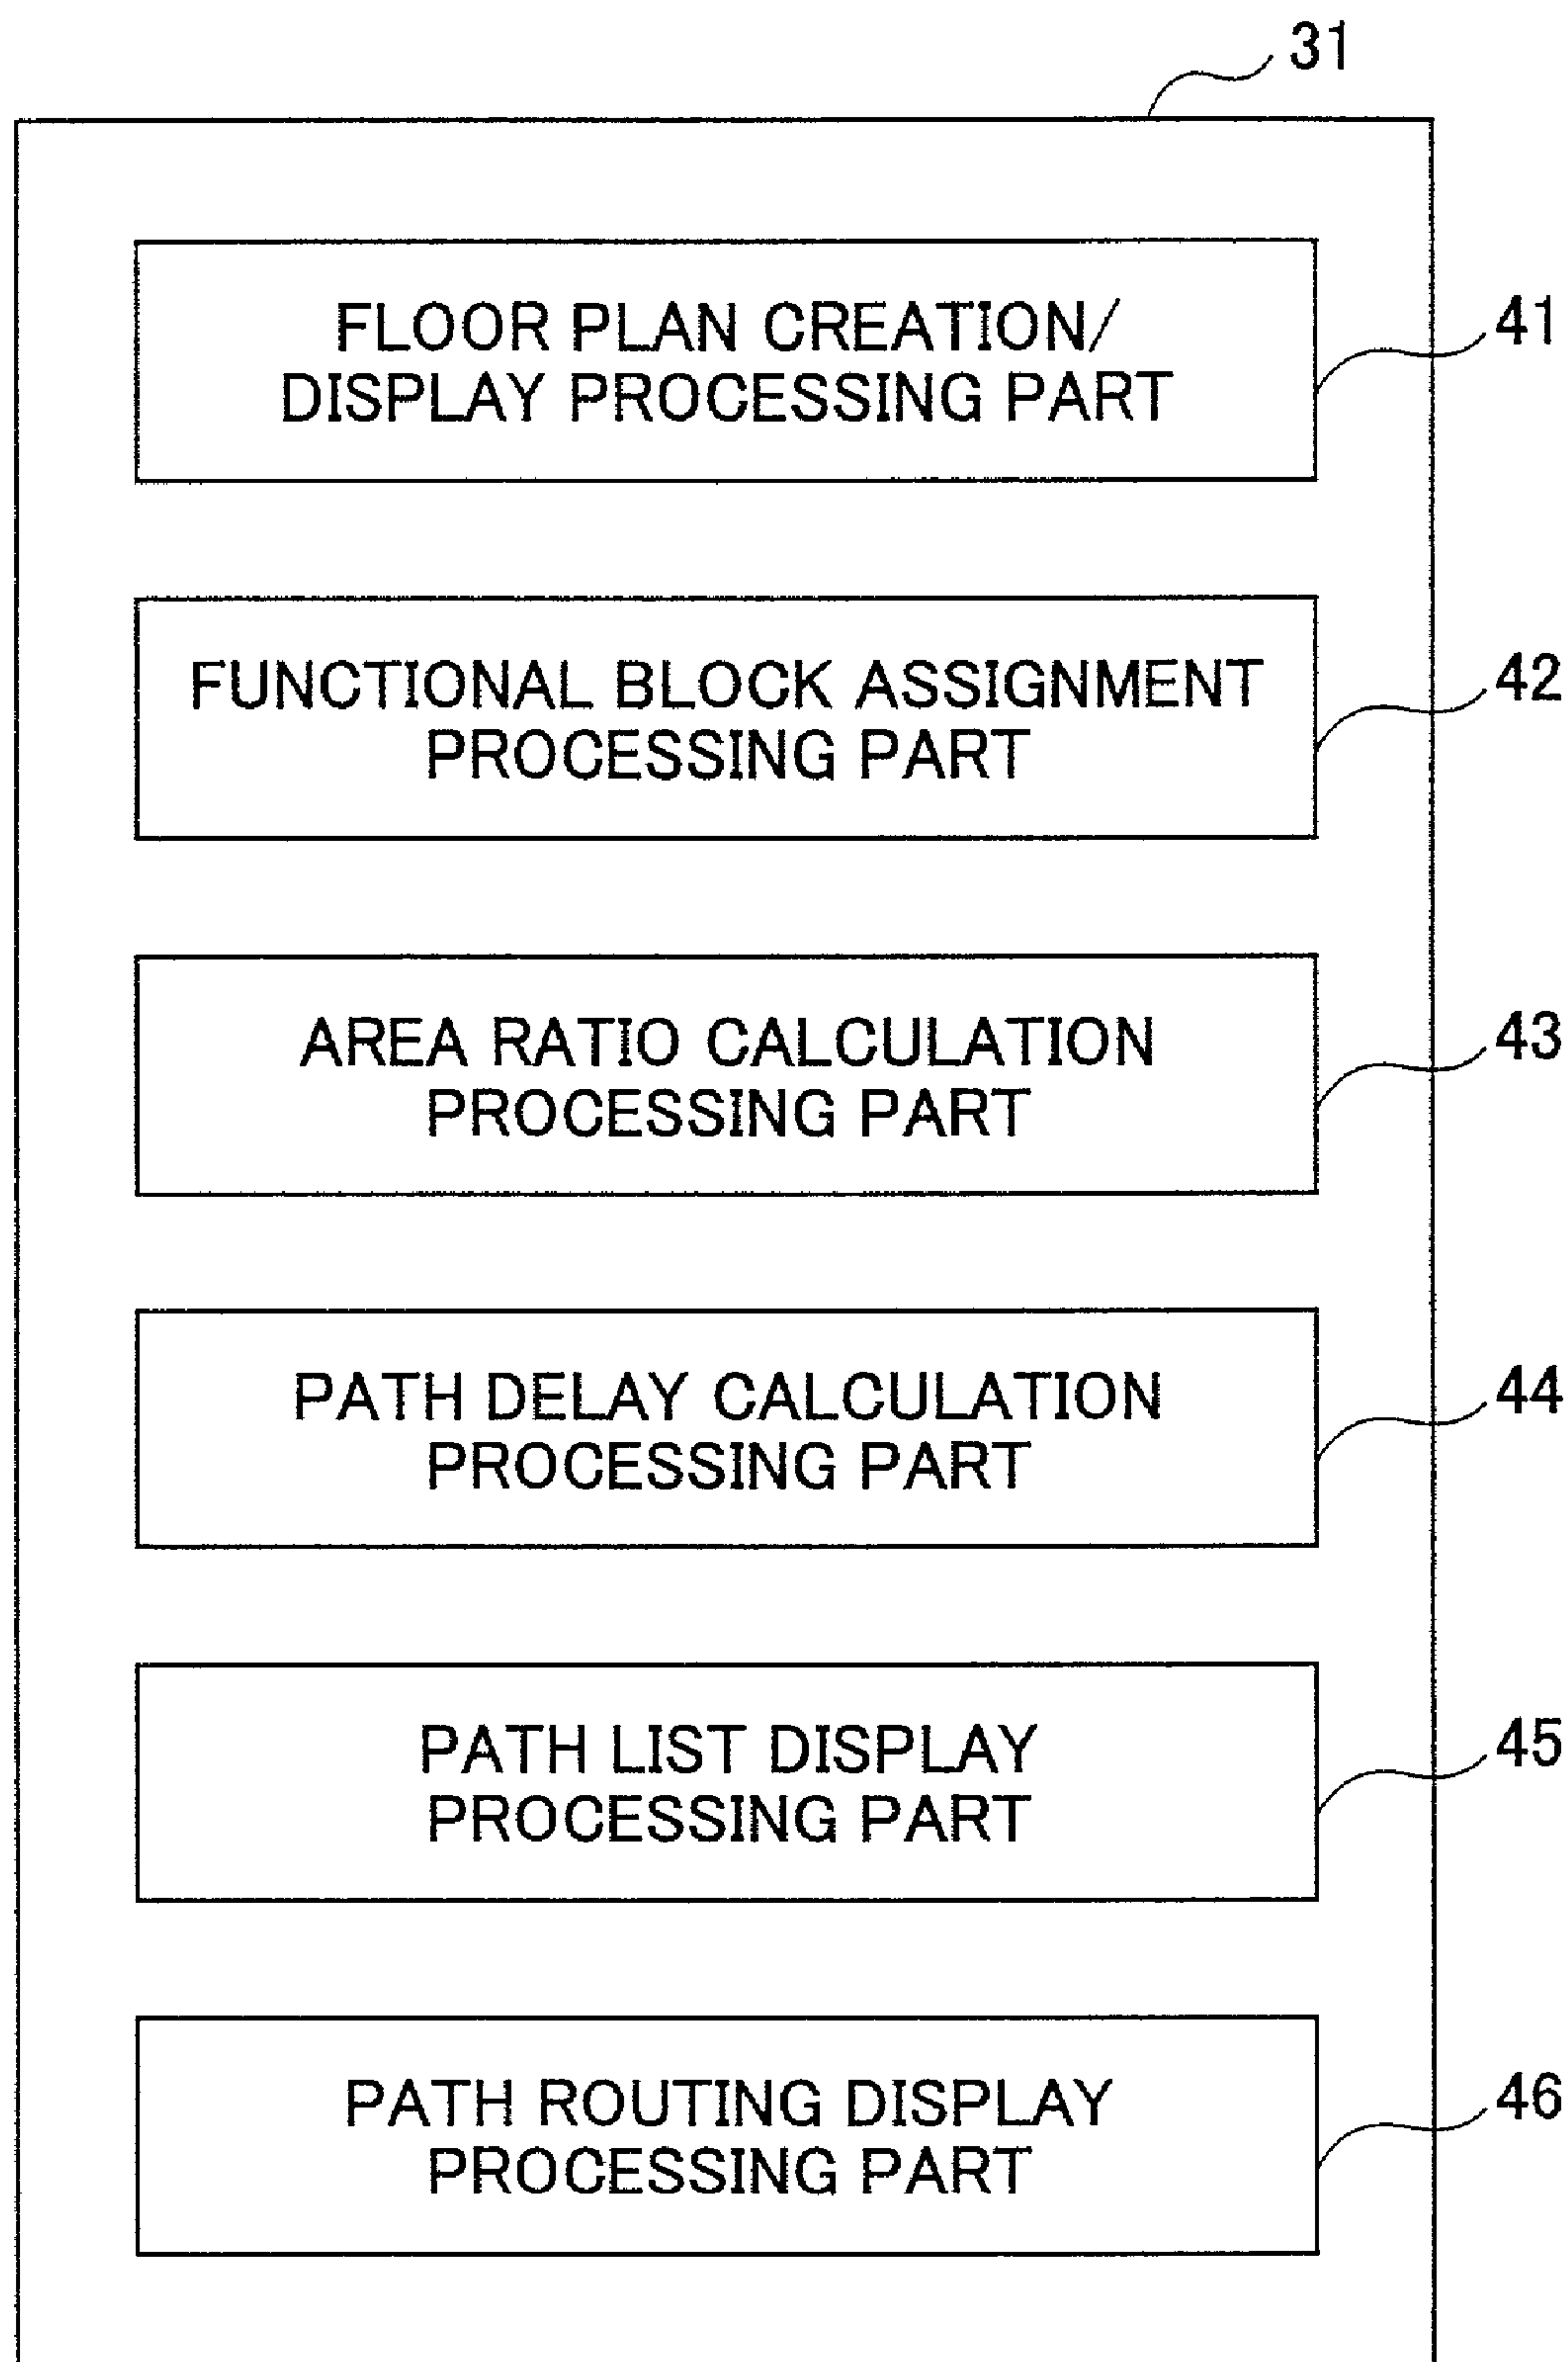 31
FLOOR PLAN CREATION/
DISPLAY PROCESSING PART
41
FUNCTIONAL BLOCK ASSIGNMENT
PROCESSING PART
42
AREA RATIO CALCULATION
PROCESSING PART
43
PATH DELAY CALCULATION
PROCESSING PART
44
PATH LIST DISPLAY
PROCESSING PART
45
PATH ROUTING DISPLAY
PROCESSING PART
46